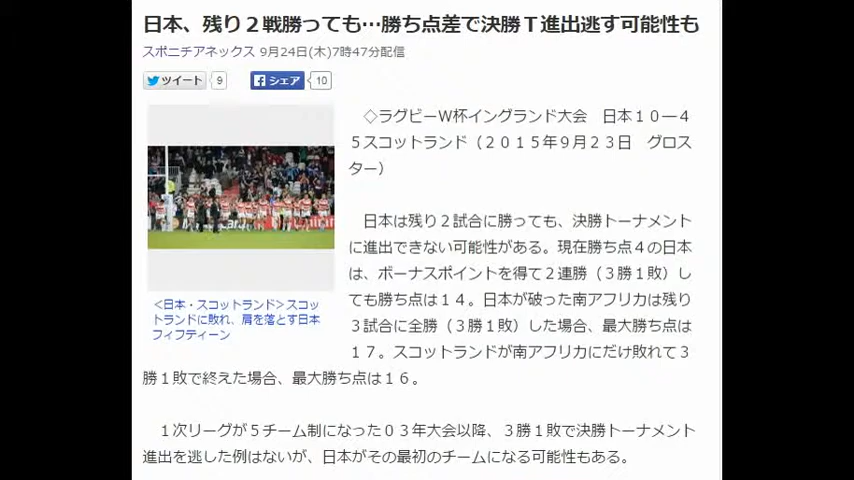 日本、残り２戦勝っても…勝ち点差で決勝Ｔ進出逃す可能性も
スポニチアネックス 9月24日(木)7時47分配信
ツイート 9 シェア 10
◇ラグビーＷ杯イングランド大会　日本１０―４
５スコットランド（２０１５年９月２３日　グロス
ター）
日本は残り２試合に勝っても、決勝トーナメント
に進出できない可能性がある。現在勝ち点４の日本
は、ボーナスポイントを得て２連勝（３勝１敗）し
ても勝ち点は１４。日本が破った南アフリカは残り
３試合に全勝（３勝１敗）した場合、最大勝ち点は
１７。スコットランドが南アフリカにだけ敗れて３
勝１敗で終えた場合、最大勝ち点は１６。
＜日本・スコットランド＞スコッ
トランドに敗れ、肩を落とす日本
フィフティーン
１次リーグが５チーム制になった０３年大会以降、３勝１敗で決勝トーナメント
進出を逃した例はないが、日本がその最初のチームになる可能性もある。